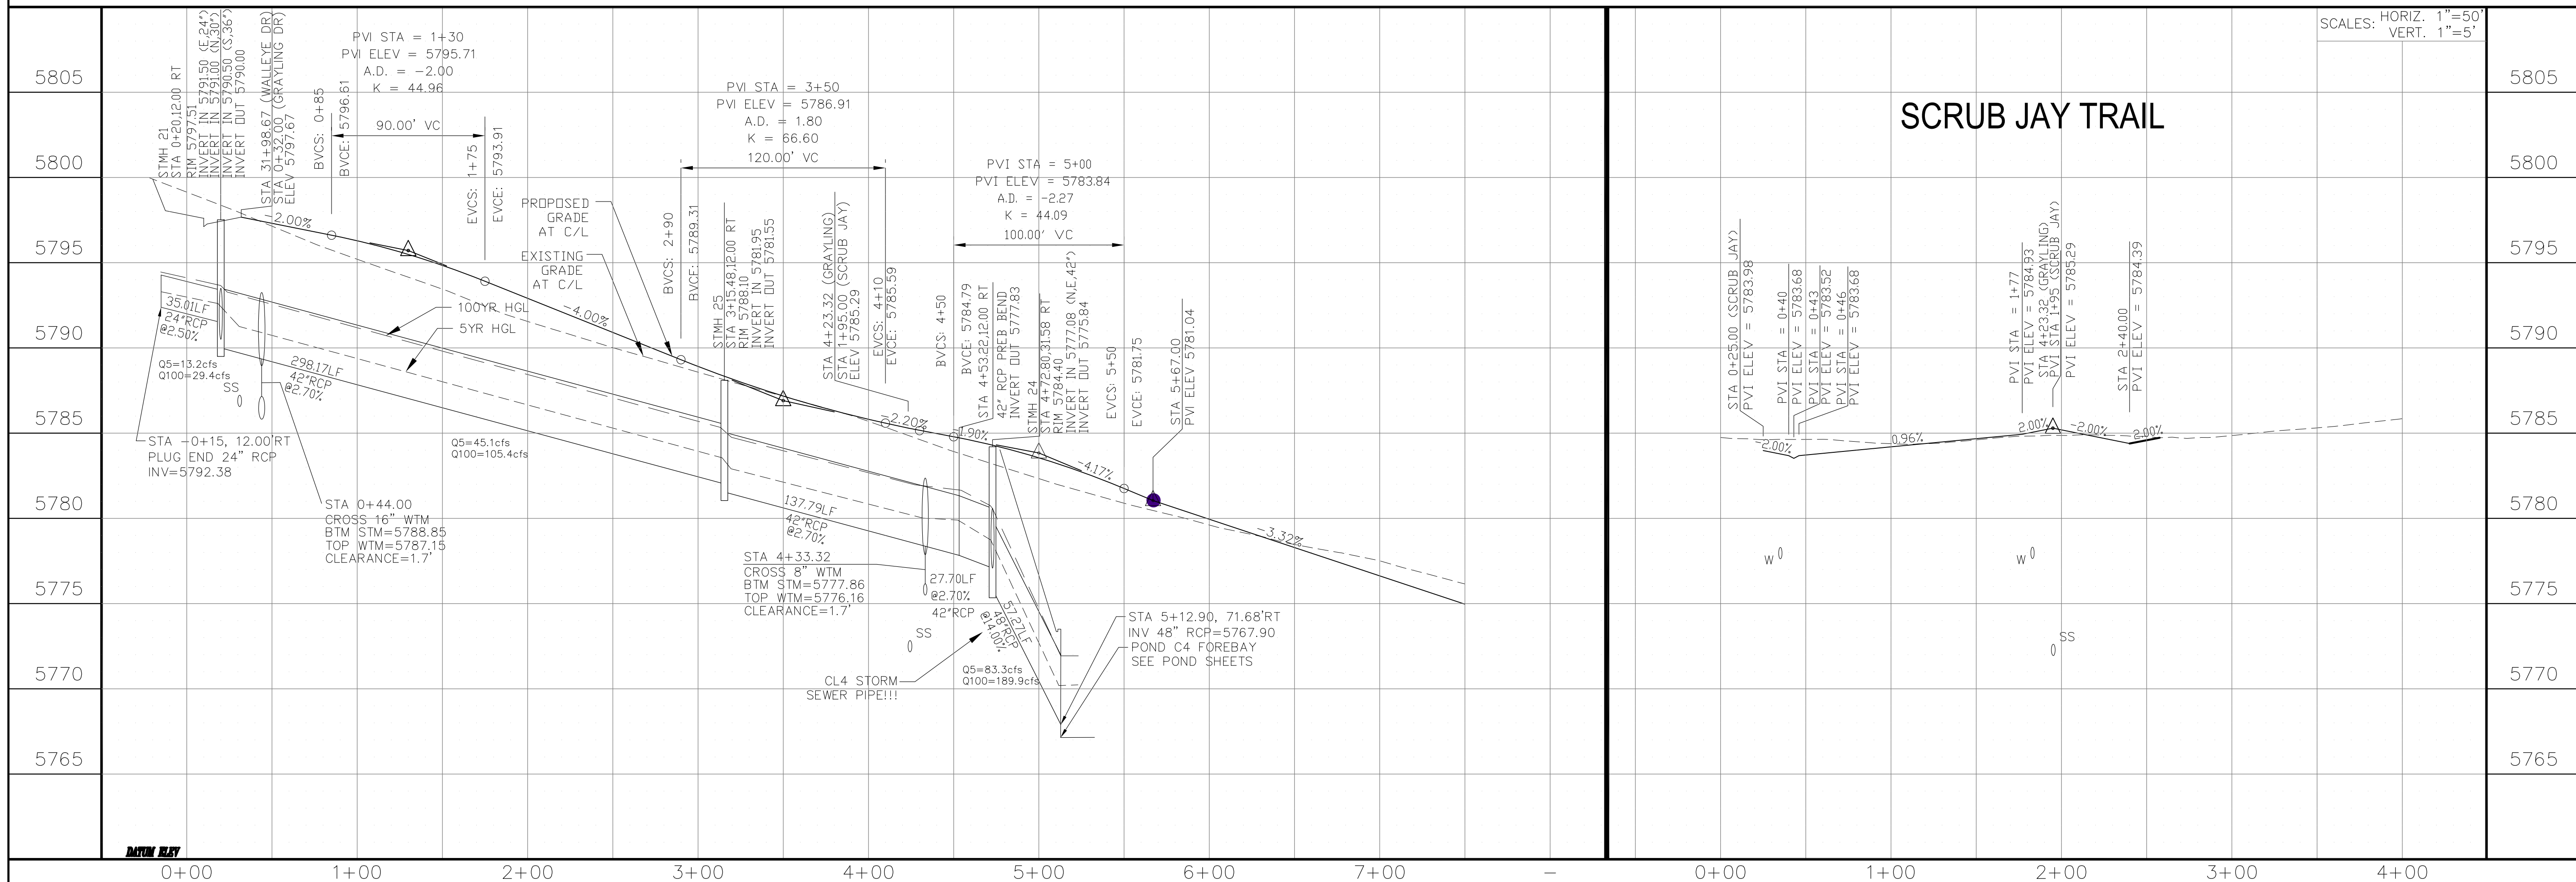 SCALES: HORIZ. 1"=50'
VERT. 1"=5'
5805
5800
5795
5790
5785
5780
5775
5770
5765
STMH 21
STA 0+20,12.00 RT
RIM 5797.51
INVERT IN 5791.50 (E,24")
INVERT IN 5791.00 (N,30")
INVERT IN 5790.50 (S,36")
INVERT OUT 5790.00
STA 31+98.67 (WALLEYE DR)
STA 0+32.00 (GRAYLING DR)
ELEV 5797.67
PVI STA = 1+30
PVI ELEV = 5795.71
A.D. = -2.00
K = 44.96
90.00' VC
BVCS: 0+85
BVCE: 5796.61
EVCS: 1+75
EVCE: 5793.91
-2.00%
PROPOSED
GRADE
AT C/L
EXISTING
GRADE
AT C/L
-4.00%
100YR HGL
5YR HGL
35.01LF
24"RCP
@2.50%
Q5=13.2cfs
Q100=29.4cfs
SS
298.17LF
42"RCP
@2.70%
STA -0+15, 12.00'RT
PLUG END 24" RCP
INV=5792.38
Q5=45.1cfs
Q100=105.4cfs
STA 0+44.00
CROSS 16" WTM
BTM STM=5788.85
TOP WTM=5787.15
CLEARANCE=1.7'
PVI STA = 3+50
PVI ELEV = 5786.91
A.D. = 1.80
K = 66.60
120.00' VC
BVCS: 2+90
BVCE: 5789.31
STMH 25
STA 3+15.48,12.00 RT
RIM 5788.10
INVERT IN 5781.95
INVERT OUT 5781.55
STA 4+23.32 (GRAYLING)
STA 1+95.00 (SCRUB JAY)
ELEV 5785.29
EVCS: 4+10
EVCE: 5785.59
-2.20%
PVI STA = 5+00
PVI ELEV = 5783.84
A.D. = -2.27
K = 44.09
100.00' VC
BVCS: 4+50
BVCE: 5784.79
STA 4+53.22,12.00 RT
42" RCP PREFB BEND
INVERT OUT 5777.83
STMH 24
STA 4+72.80,31.58 RT
RIM 5784.40
INVERT IN 5777.08 (N,E,42")
INVERT OUT 5775.84
EVCS: 5+50
EVCE: 5781.75
STA 5+67.00
PVI ELEV 5781.04
-1.90%
-4.17%
-3.32%
137.79LF
42"RCP
@2.70%
STA 4+33.32
CROSS 8" WTM
BTM STM=5777.86
TOP WTM=5776.16
CLEARANCE=1.7'
27.70LF
@2.70%
42"RCP
57.27LF
48"RCP
@14.00%
SS
CL4 STORM
SEWER PIPE!!!
Q5=83.3cfs
Q100=189.9cfs
STA 5+12.90, 71.68'RT
INV 48" RCP=5767.90
POND C4 FOREBAY
SEE POND SHEETS
DATUM ELEV
0+00 1+00 2+00 3+00 4+00 5+00 6+00 7+00 -
SCRUB JAY TRAIL
STA 0+25.00 (SCRUB JAY)
PVI ELEV = 5783.98
PVI STA = 0+40
PVI ELEV = 5783.68
PVI STA = 0+43
PVI ELEV = 5783.52
PVI STA = 0+46
PVI ELEV = 5783.68
PVI STA = 1+77
PVI ELEV = 5784.93
STA 4+23.32 (GRAYLING)
PVI STA 1+95 (SCRUB JAY)
PVI ELEV = 5785.29
STA 2+40.00
PVI ELEV = 5784.39
-2.00%
0.96%
2.00%
-2.00%
2.00%
W
W
SS
0+00 1+00 2+00 3+00 4+00
5805
5800
5795
5790
5785
5780
5775
5770
5765